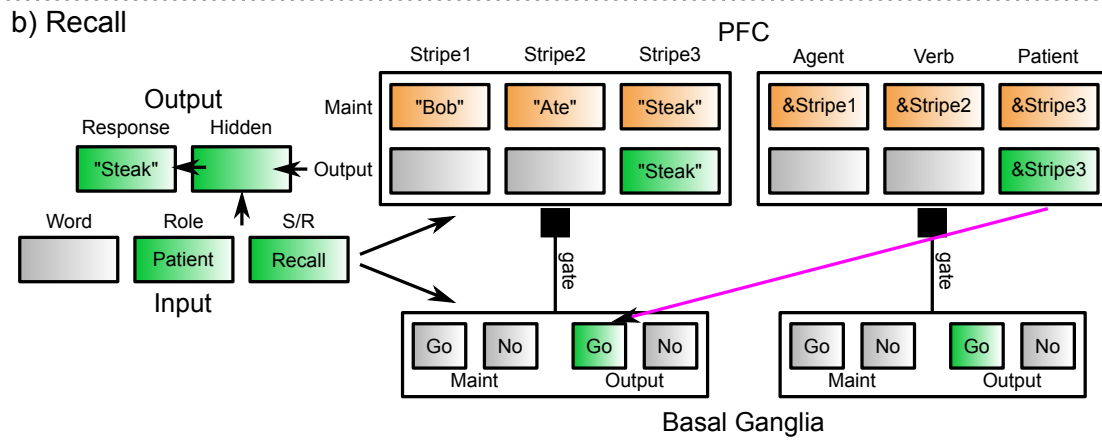 b) Recall
PFC
Stripe1 Stripe2 Stripe3
Agent Verb Patient
Maint
"Bob" "Ate" "Steak"
&Stripe1 &Stripe2 &Stripe3
Output
Response Hidden
"Steak"
Output
"Steak"
&Stripe3
Word Role S/R
Patient Recall
Input
gate
gate
Go No Go No
Maint Output
Go No Go No
Maint Output
Basal Ganglia